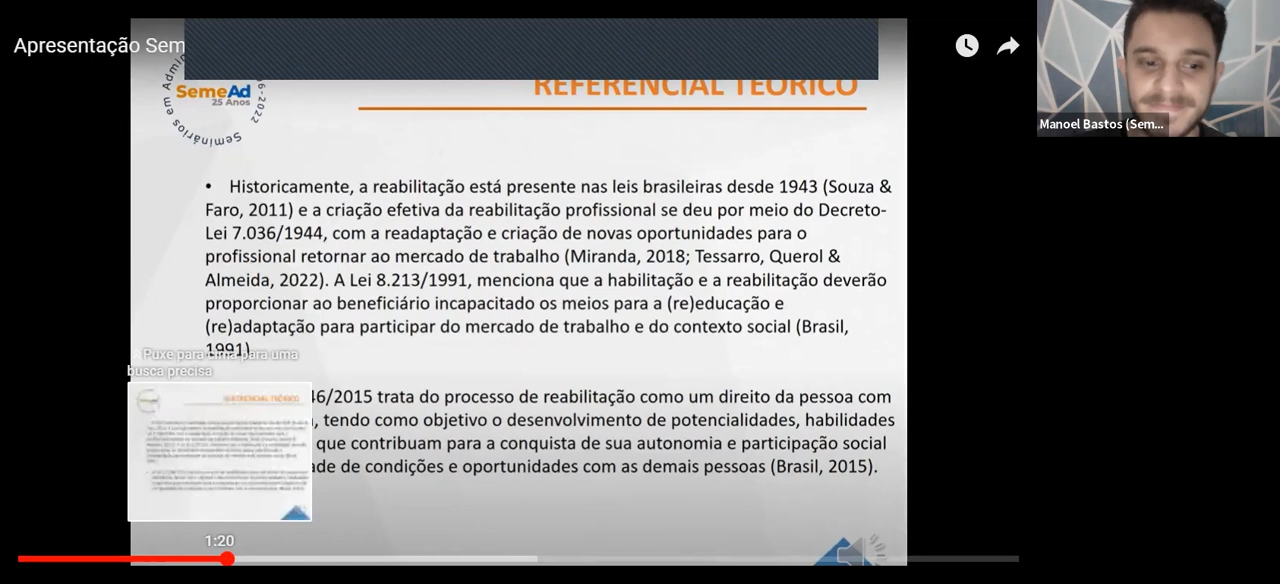 Apresentação Sem
REFERENCIAL TEÓRICO
SemeAd
25 Anos
Seminários em Admin
6-2022
Manoel Bastos (Sem...
• Historicamente, a reabilitação está presente nas leis brasileiras desde 1943 (Souza &
Faro, 2011) e a criação efetiva da reabilitação profissional se deu por meio do Decreto-
Lei 7.036/1944, com a readaptação e criação de novas oportunidades para o
profissional retornar ao mercado de trabalho (Miranda, 2018; Tessarro, Querol &
Almeida, 2022). A Lei 8.213/1991, menciona que a habilitação e a reabilitação deverão
proporcionar ao beneficiário incapacitado os meios para a (re)educação e
(re)adaptação para participar do mercado de trabalho e do contexto social (Brasil,
1991)
Puxe para cima para uma
busca precisa
46/2015 trata do processo de reabilitação como um direito da pessoa com
, tendo como objetivo o desenvolvimento de potencialidades, habilidades
que contribuam para a conquista de sua autonomia e participação social
ade de condições e oportunidades com as demais pessoas (Brasil, 2015).
REFERENCIAL TEÓRICO
1:20